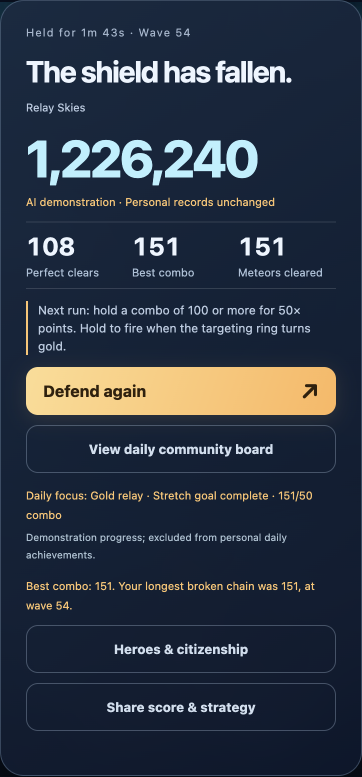 Held for 1m 43s · Wave 54
The shield has fallen.
Relay Skies
1,226,240
AI demonstration · Personal records unchanged
108 151 151
Perfect clears Best combo Meteors cleared
Next run: hold a combo of 100 or more for 50×
points. Hold to fire when the targeting ring turns
gold.
Defend again
View daily community board
Daily focus: Gold relay · Stretch goal complete · 151/50
combo
Demonstration progress; excluded from personal daily
achievements.
Best combo: 151. Your longest broken chain was 151, at
wave 54.
Heroes & citizenship
Share score & strategy